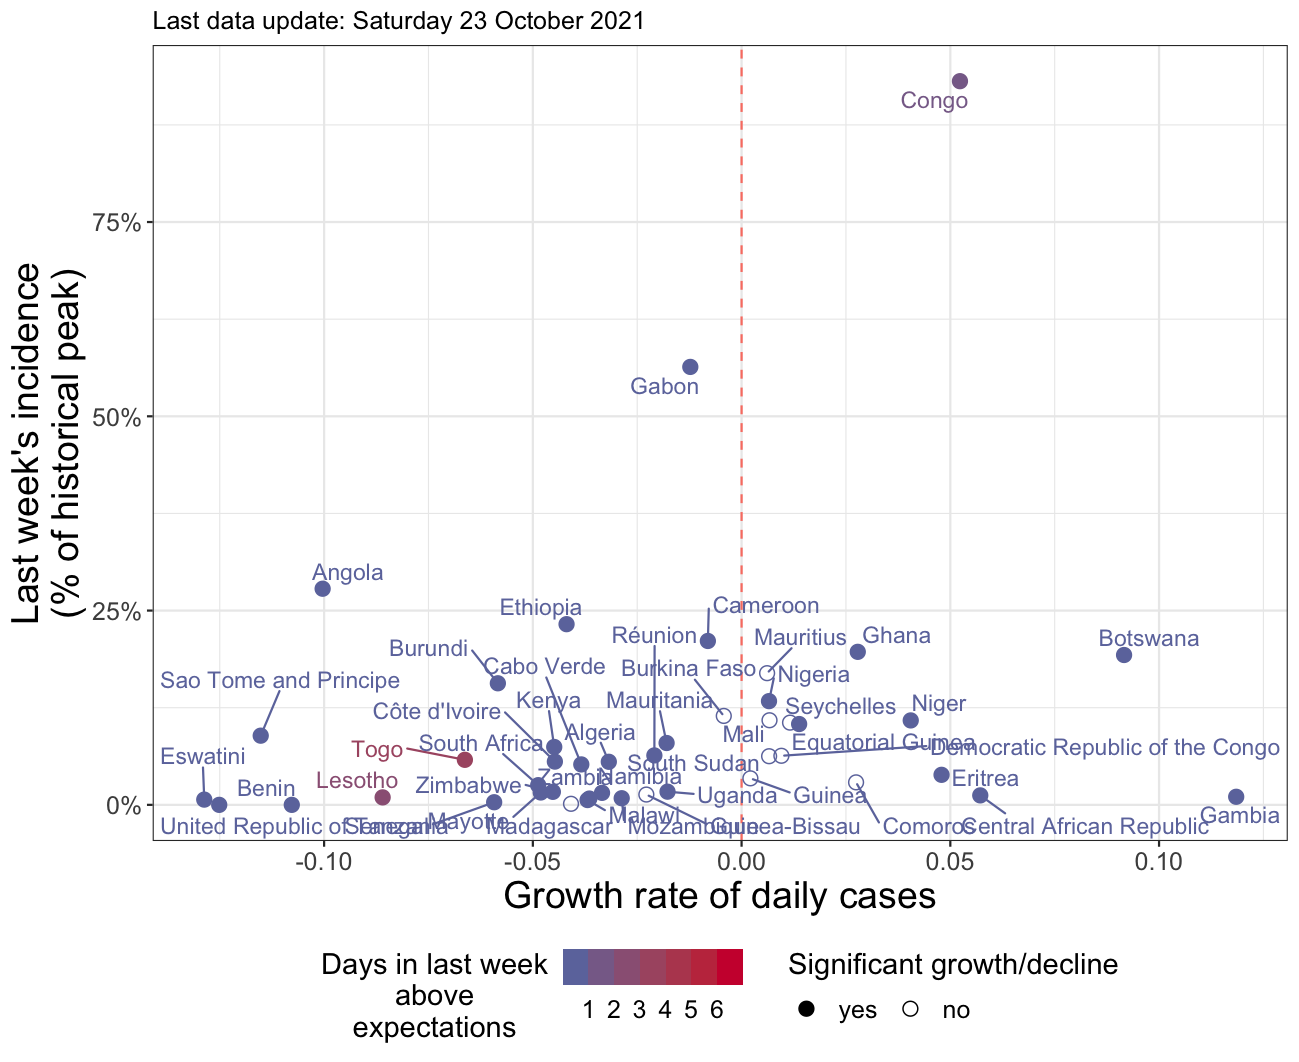 Last data update: Saturday 23 October 2021
Last week's incidence
(% of historical peak)
75%
50%
25%
0%
Congo
Gabon
Angola
Ethiopia
Cameroon
Réunion
Mauritius
Ghana
Botswana
Burundi
Cabo Verde
Burkina Faso
Nigeria
Sao Tome and Principe
Kenya
Mauritania
Seychelles
Niger
Côte d'Ivoire
Algeria
Mali
Togo
South Africa
Equatorial Guinea
Democratic Republic of the Congo
Eswatini
South Sudan
Lesotho
Zambia
Namibia
Eritrea
Benin
Zimbabwe
Uganda
Guinea
Malawi
Gambia
United Republic of Tanzania
Senegal
Mayotte
Madagascar
Mozambique
Guinea-Bissau
Comoros
Central African Republic
-0.10
-0.05
0.00
0.05
0.10
Growth rate of daily cases
Days in last week
above
expectations
1 2 3 4 5 6
Significant growth/decline
yes
no